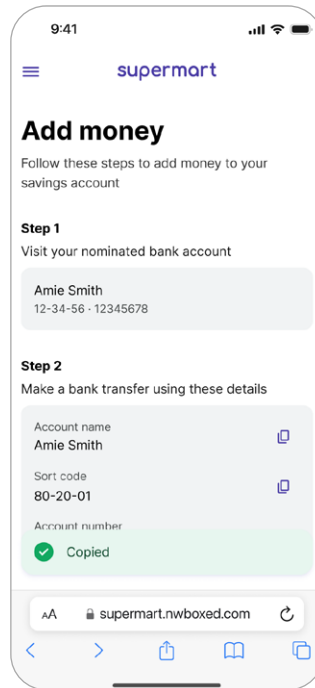 9:41
supermart
Add money
Follow these steps to add money to your
savings account
Step 1
Visit your nominated bank account
Amie Smith
12-34-56 · 12345678
Step 2
Make a bank transfer using these details
Account name
Amie Smith
Sort code
80-20-01
Account number
Copied
AA supermart.nwboxed.com